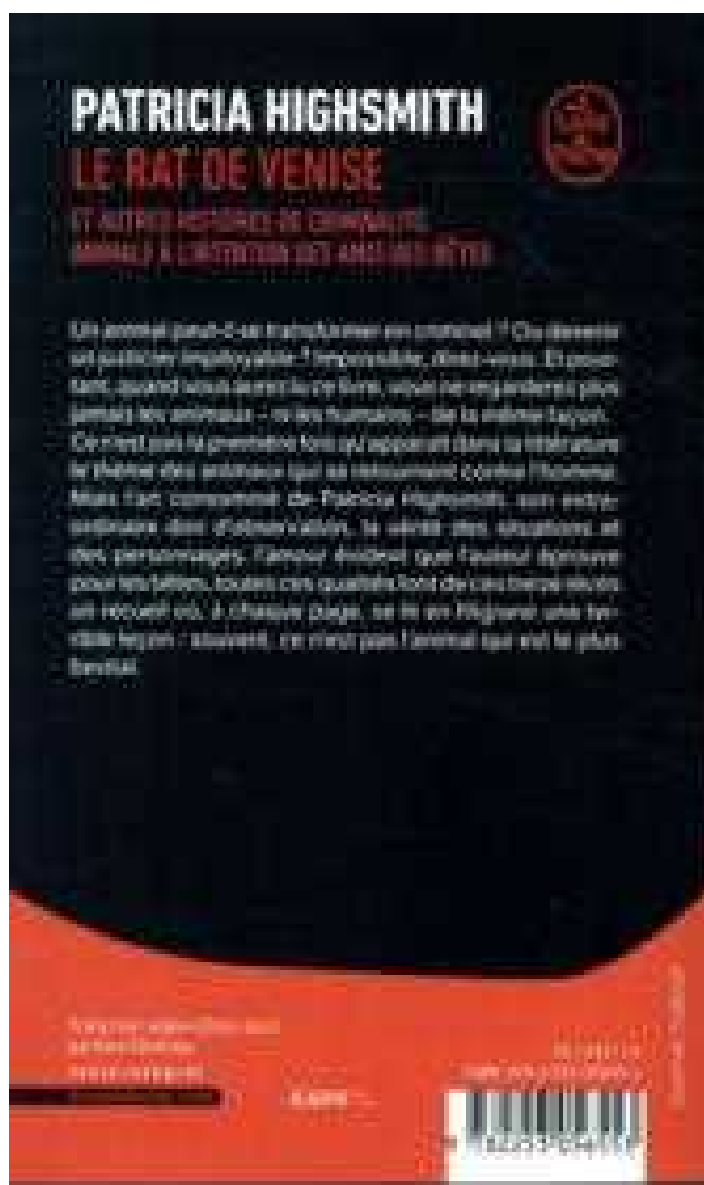 PATRICIA HIGHSMITH
LE RAT DE VENISE
ET AUTRES HISTOIRES DE CRIMINALITÉ
ANIMALE À L'INTENTION DES AMIS DES BÊTES
Un animal peut-il se transformer en criminel ? Ou devenir
un justicier impitoyable ? Impossible, direz-vous. Et pour-
tant, quand vous aurez lu ce livre, vous ne regarderez plus
jamais les animaux – ni les humains – de la même façon.
Ce n'est pas la première fois qu'apparaît dans la littérature
le thème des animaux qui se retournent contre l'homme.
Mais l'art consommé de Patricia Highsmith, son extra-
ordinaire don d'observation, la vérité des situations et
des personnages, l'amour évident que l'auteur éprouve
pour les bêtes, toutes ces qualités font de ces treize récits
un recueil où, à chaque page, se lit en filigrane une ter-
rible leçon : souvent, ce n'est pas l'animal qui est le plus
bestial.